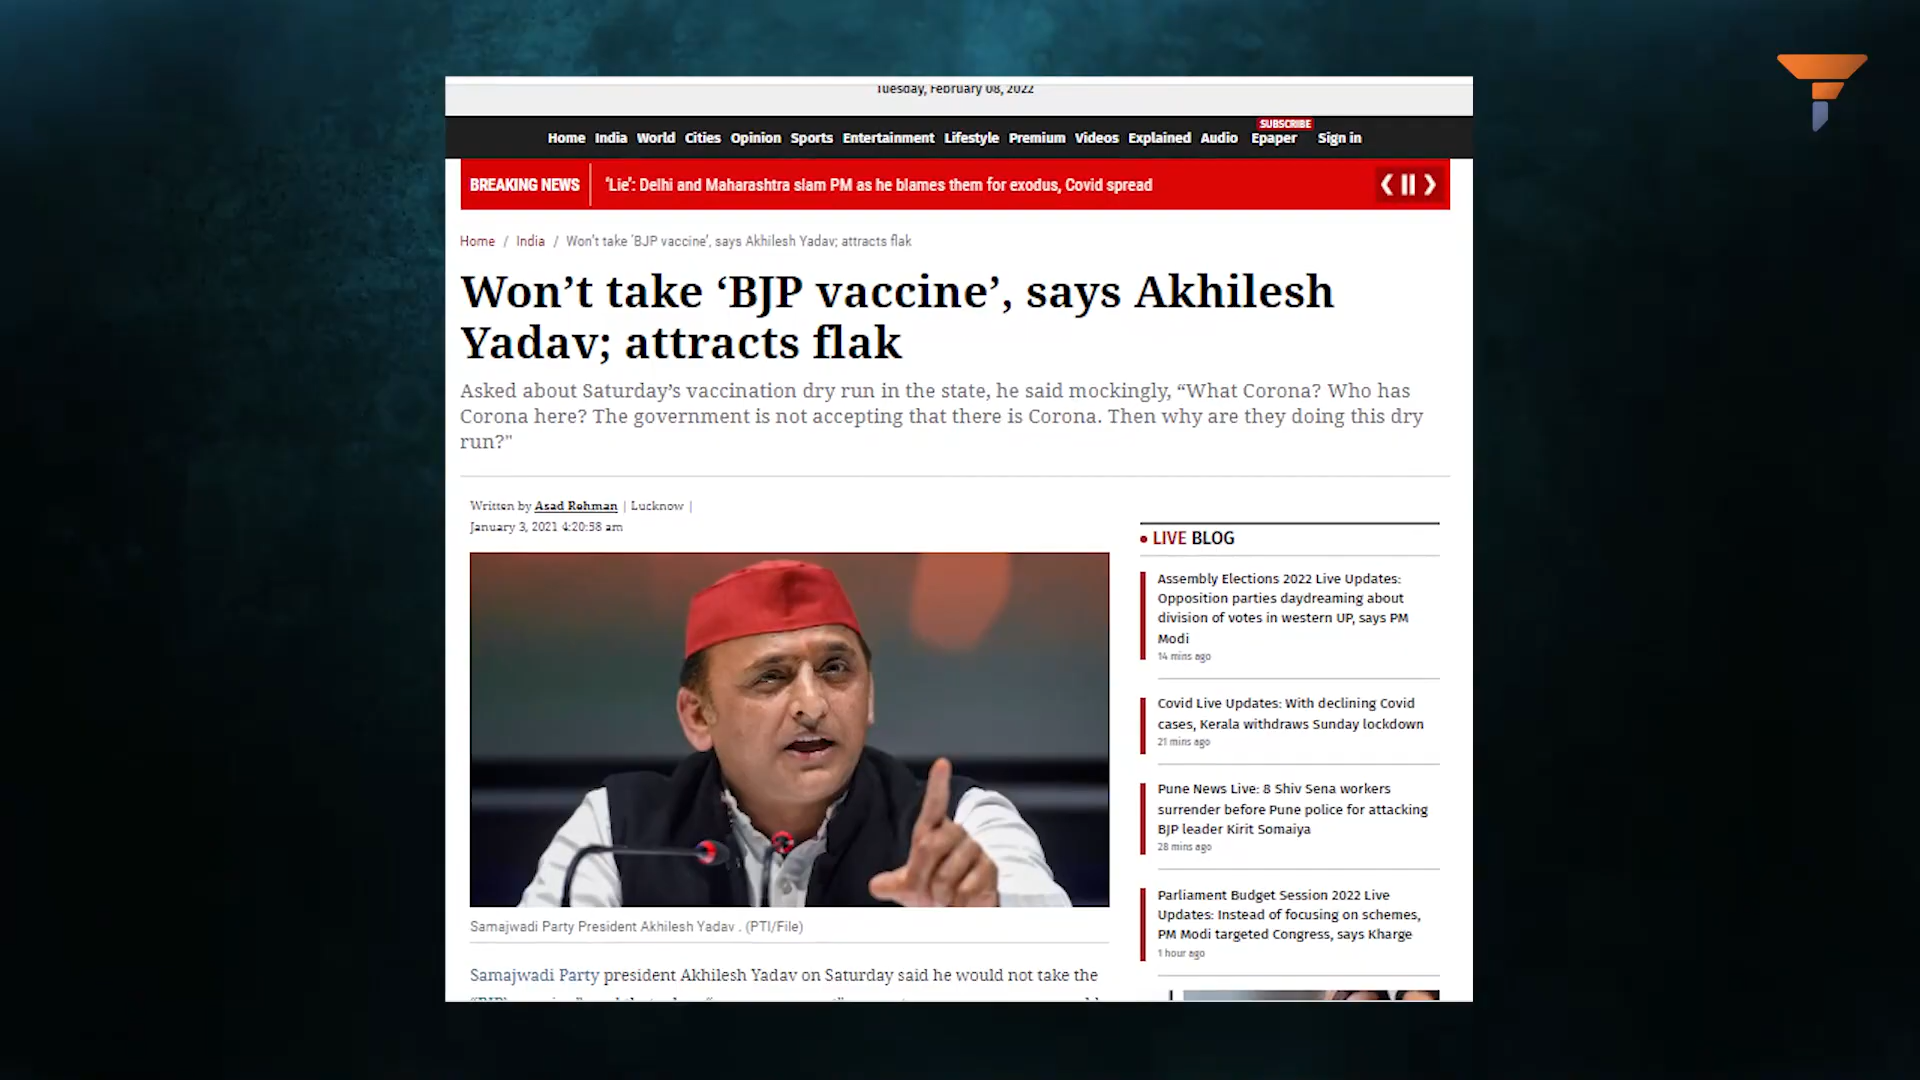 Tuesday, February 08, 2022
Home India World Cities Opinion Sports Entertainment Lifestyle Premium Videos Explained Audio Epaper Sign in
SUBSCRIBE
BREAKING NEWS
'Lie': Delhi and Maharashtra slam PM as he blames them for exodus, Covid spread
Home / India / Won't take 'BJP vaccine', says Akhilesh Yadav; attracts flak
Won't take 'BJP vaccine', says Akhilesh
Yadav; attracts flak
Asked about Saturday's vaccination dry run in the state, he said mockingly, "What Corona? Who has
Corona here? The government is not accepting that there is Corona. Then why are they doing this dry
run?"
Written by Asad Rehman | Lucknow |
January 3, 2021 4:20:58 am
Samajwadi Party President Akhilesh Yadav . (PTI/File)
Samajwadi Party president Akhilesh Yadav on Saturday said he would not take the
LIVE BLOG
Assembly Elections 2022 Live Updates:
Opposition parties daydreaming about
division of votes in western UP, says PM
Modi
14 mins ago
Covid Live Updates: With declining Covid
cases, Kerala withdraws Sunday lockdown
21 mins ago
Pune News Live: 8 Shiv Sena workers
surrender before Pune police for attacking
BJP leader Kirit Somaiya
28 mins ago
Parliament Budget Session 2022 Live
Updates: Instead of focusing on schemes,
PM Modi targeted Congress, says Kharge
1 hour ago